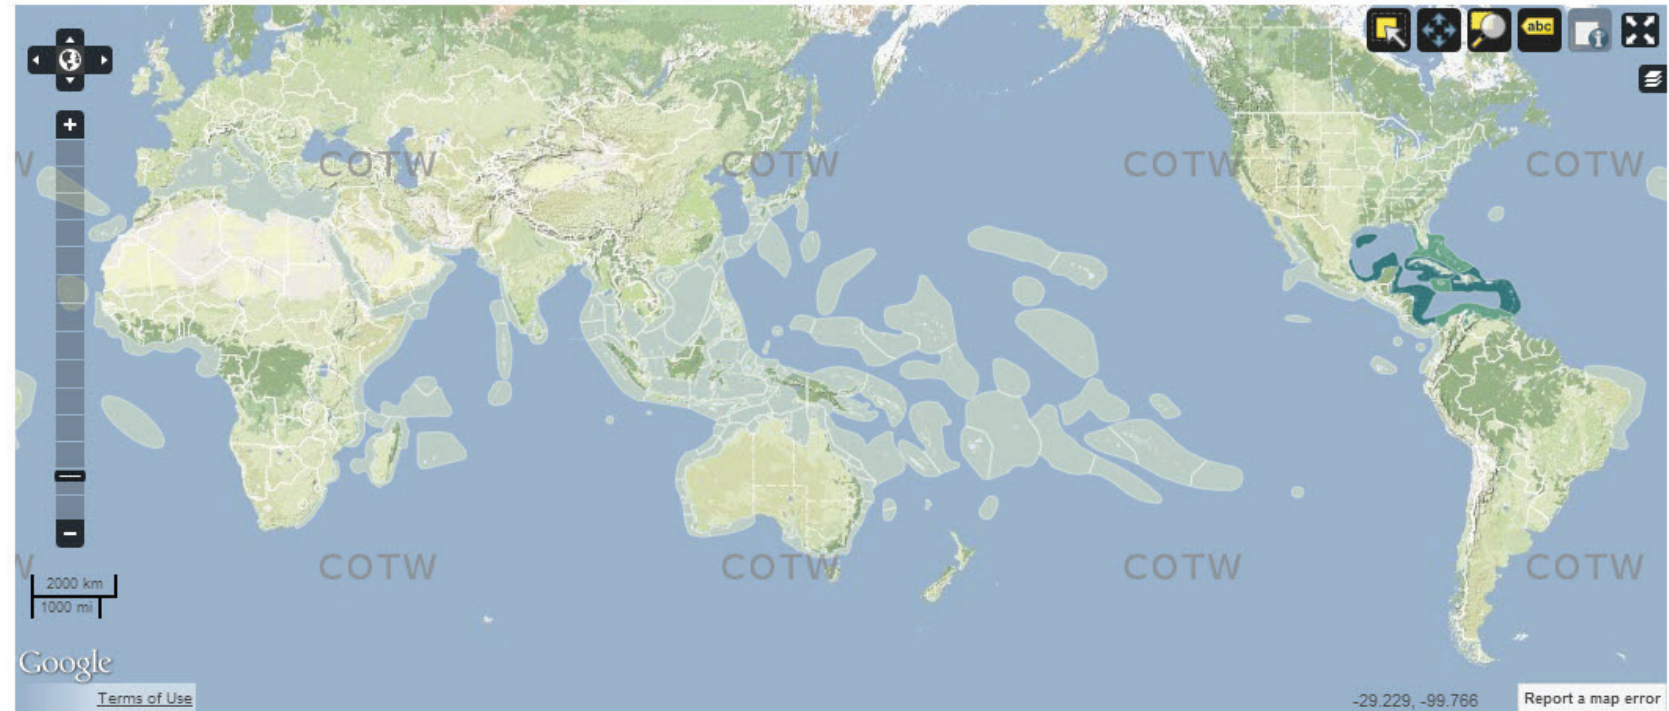 abc
i
+
W COTW COTW COTW COTW
W COTW COTW COTW COTW
−
2000 km
1000 mi
Google
Terms of Use
-29.229, -99.766
Report a map error